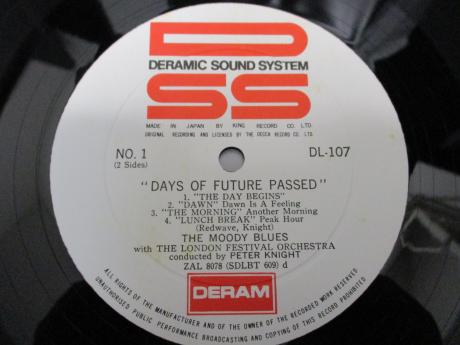 DSS
DERAMIC SOUND SYSTEM
MADE IN JAPAN BY KING RECORD CO. LTD.
ORIGINAL RECORDING AND LICENSED BY THE DECCA RECORD CO. LTD.
NO. 1
(2 Sides)
DL-107
"DAYS OF FUTURE PASSED"
1. "THE DAY BEGINS"
2. "DAWN" Dawn Is A Feeling
3. "THE MORNING" Another Morning
4. "LUNCH BREAK" Peak Hour
(Redwave, Knight)
THE MOODY BLUES
with THE LONDON FESTIVAL ORCHESTRA
conducted by PETER KNIGHT
ZAL 8078 (SDLBT 609) d
DERAM
ALL RIGHTS OF THE MANUFACTURER AND OF THE OWNER OF THE RECORDED WORK RESERVED
UNAUTHORISED PUBLIC PERFORMANCE BROADCASTING AND COPYING OF THIS RECORD PROHIBITED